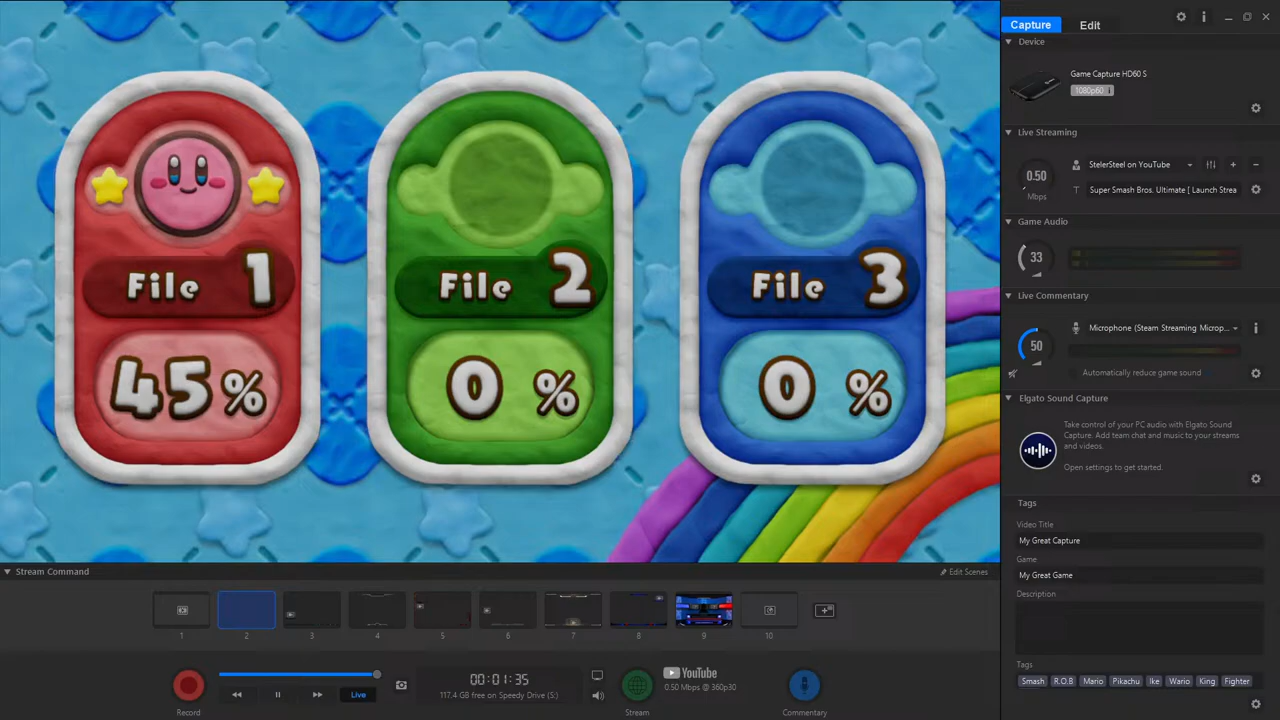 Capture Edit
Device
Game Capture HD60 S
1080p60
Live Streaming
0.50
Mbps
StelerSteel on YouTube
Super Smash Bros. Ultimate [ Launch Strea
Game Audio
33
Live Commentary
50
Microphone (Steam Streaming Microp...
Automatically reduce game sound
Elgato Sound Capture
Take control of your PC audio with Elgato Sound
Capture. Add team chat and music to your streams
and videos.
Open settings to get started.
Tags
Video Title
My Great Capture
Game
My Great Game
Description
Tags
Smash R.O.B Mario Pikachu Ike Wario King Fighter
File 1
45%
File 2
0 %
File 3
0 %
Stream Command
Edit Scenes
1 2 3 4 5 6 7 8 9 10
Record
Live
00:01:35
117.4 GB free on Speedy Drive (S:)
Stream
YouTube
0.50 Mbps @ 360p30
Commentary